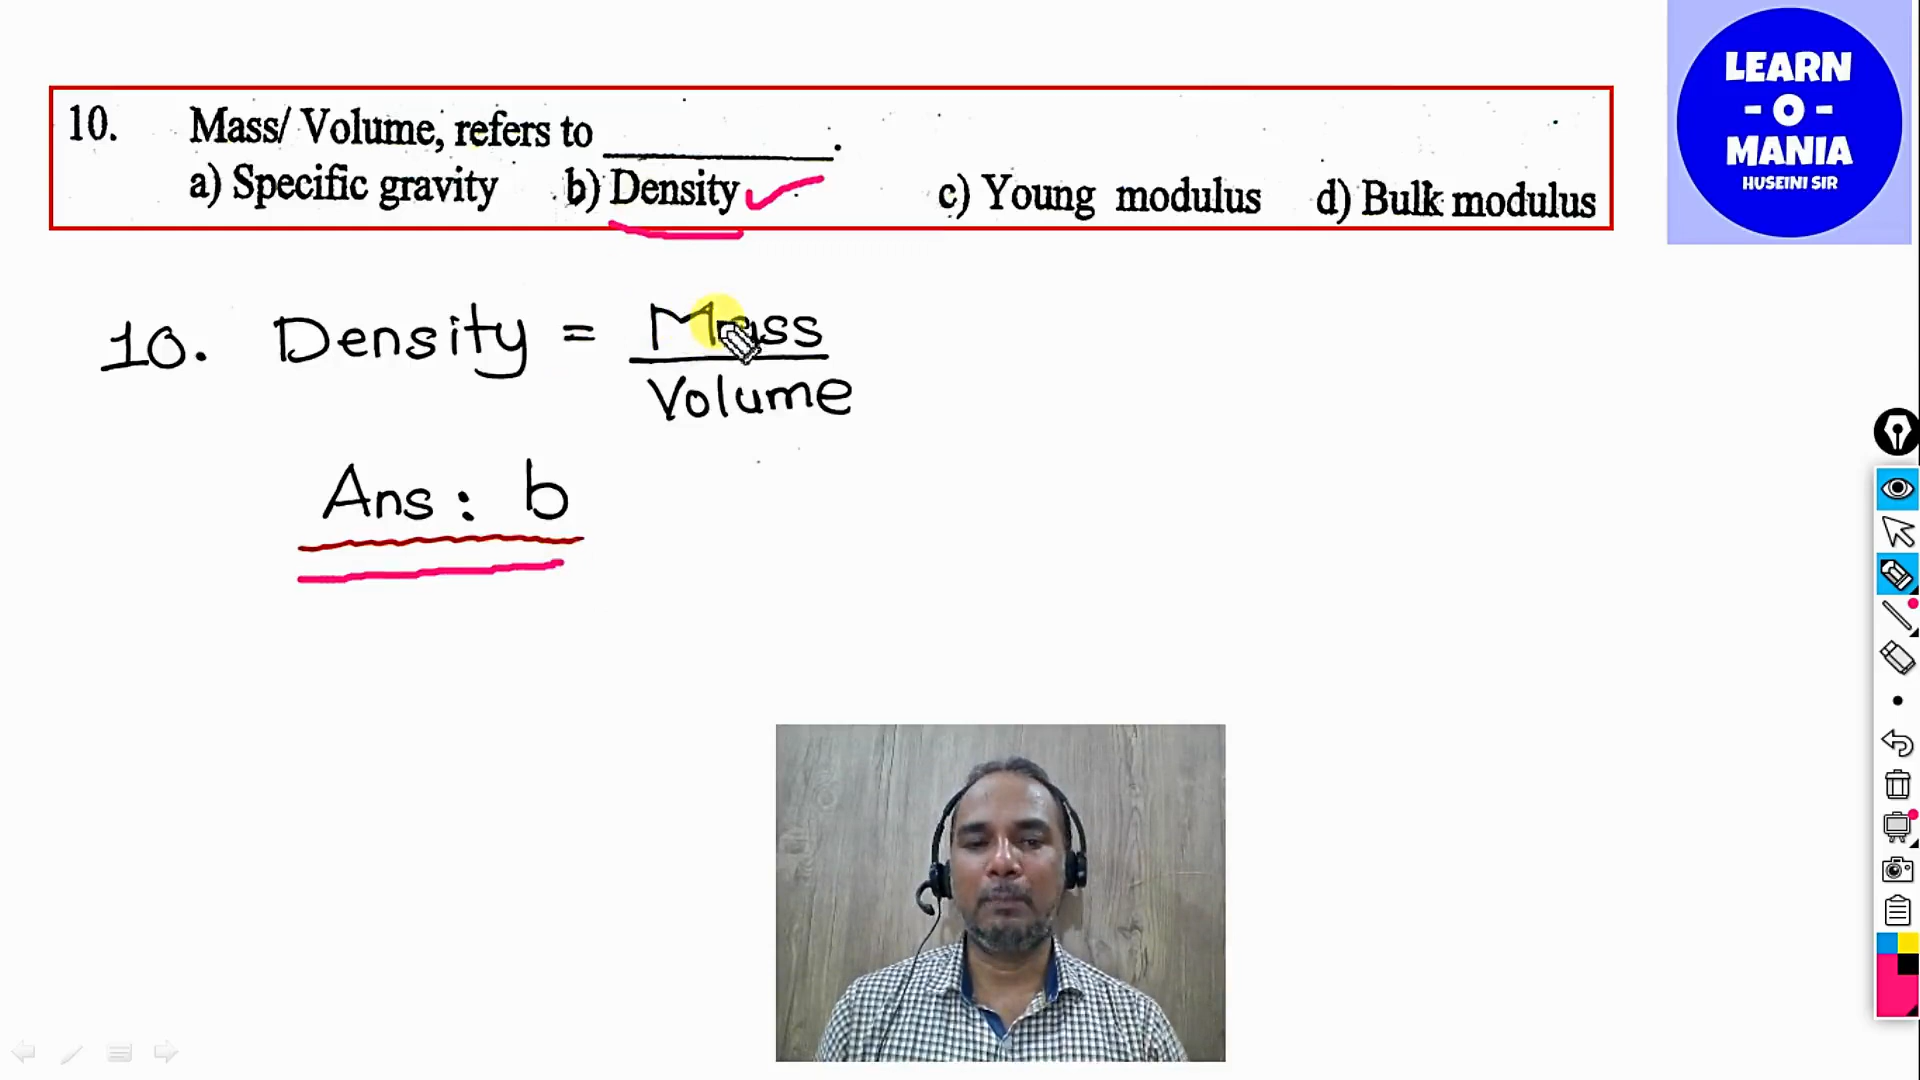 10. Mass/ Volume, refers to ____________.
a) Specific gravity b) Density c) Young modulus d) Bulk modulus
LEARN
- O -
MANIA
HUSEINI SIR
10. Density = Mass
Volume
Ans : b